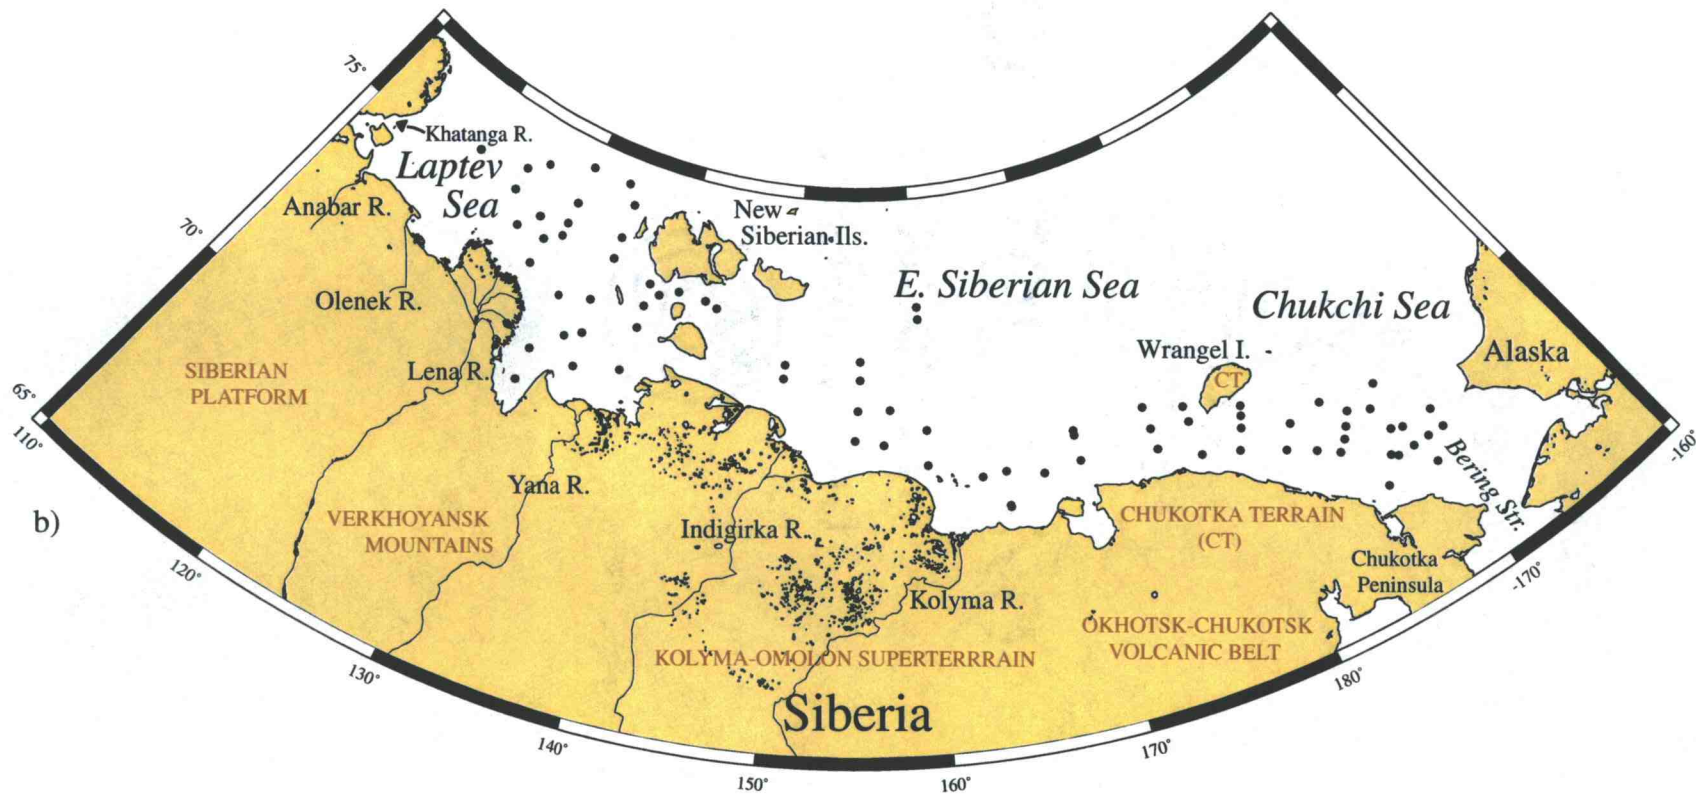 75°
Khatanga R.
Laptev
Sea
Anabar R.
New
Siberian Ils.
70°
E. Siberian Sea
Chukchi Sea
Olenek R.
Wrangel I.
Alaska
CT
SIBERIAN
PLATFORM
Lena R.
65°
110°
-160°
Bering Str.
Yana R.
b)
VERKHOYANSK
MOUNTAINS
Indigirka R.
CHUKOTKA TERRAIN
(CT)
Chukotka
Peninsula
120°
-170°
Kolyma R.
OKHOTSK-CHUKOTSK
VOLCANIC BELT
KOLYMA-OMOLON SUPERTERRRAIN
130°
180°
Siberia
140°
170°
150°
160°